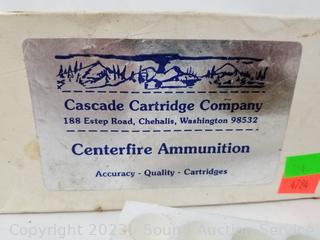 Cascade Cartridge Company
188 Estep Road, Chehalis, Washington 98532
Centerfire Ammunition
Accuracy - Quality - Cartridges
4784
Copyright 2023 Sound Auction Service